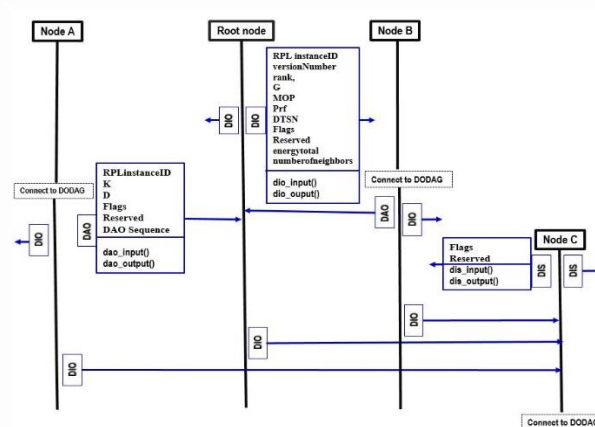 Node A
Root node
Node B
RPL instanceID
versionNumber
rank,
G
MOP
Prf
DTSN
Flags
Reserved
energytotal
numberofneighbors
dio_input()
dio_ouput()
DIO
DIO
RPLinstanceID
K
D
Flags
Reserved
DAO Sequence
dao_input()
dao_output()
Connect to DODAG
Connect to DODAG
DIO
DAO
DAO
DIO
Node C
Flags
Reserved
dis_input()
dis_output()
DIS
DIS
DIO
DIO
DIO
Connect to DODAG